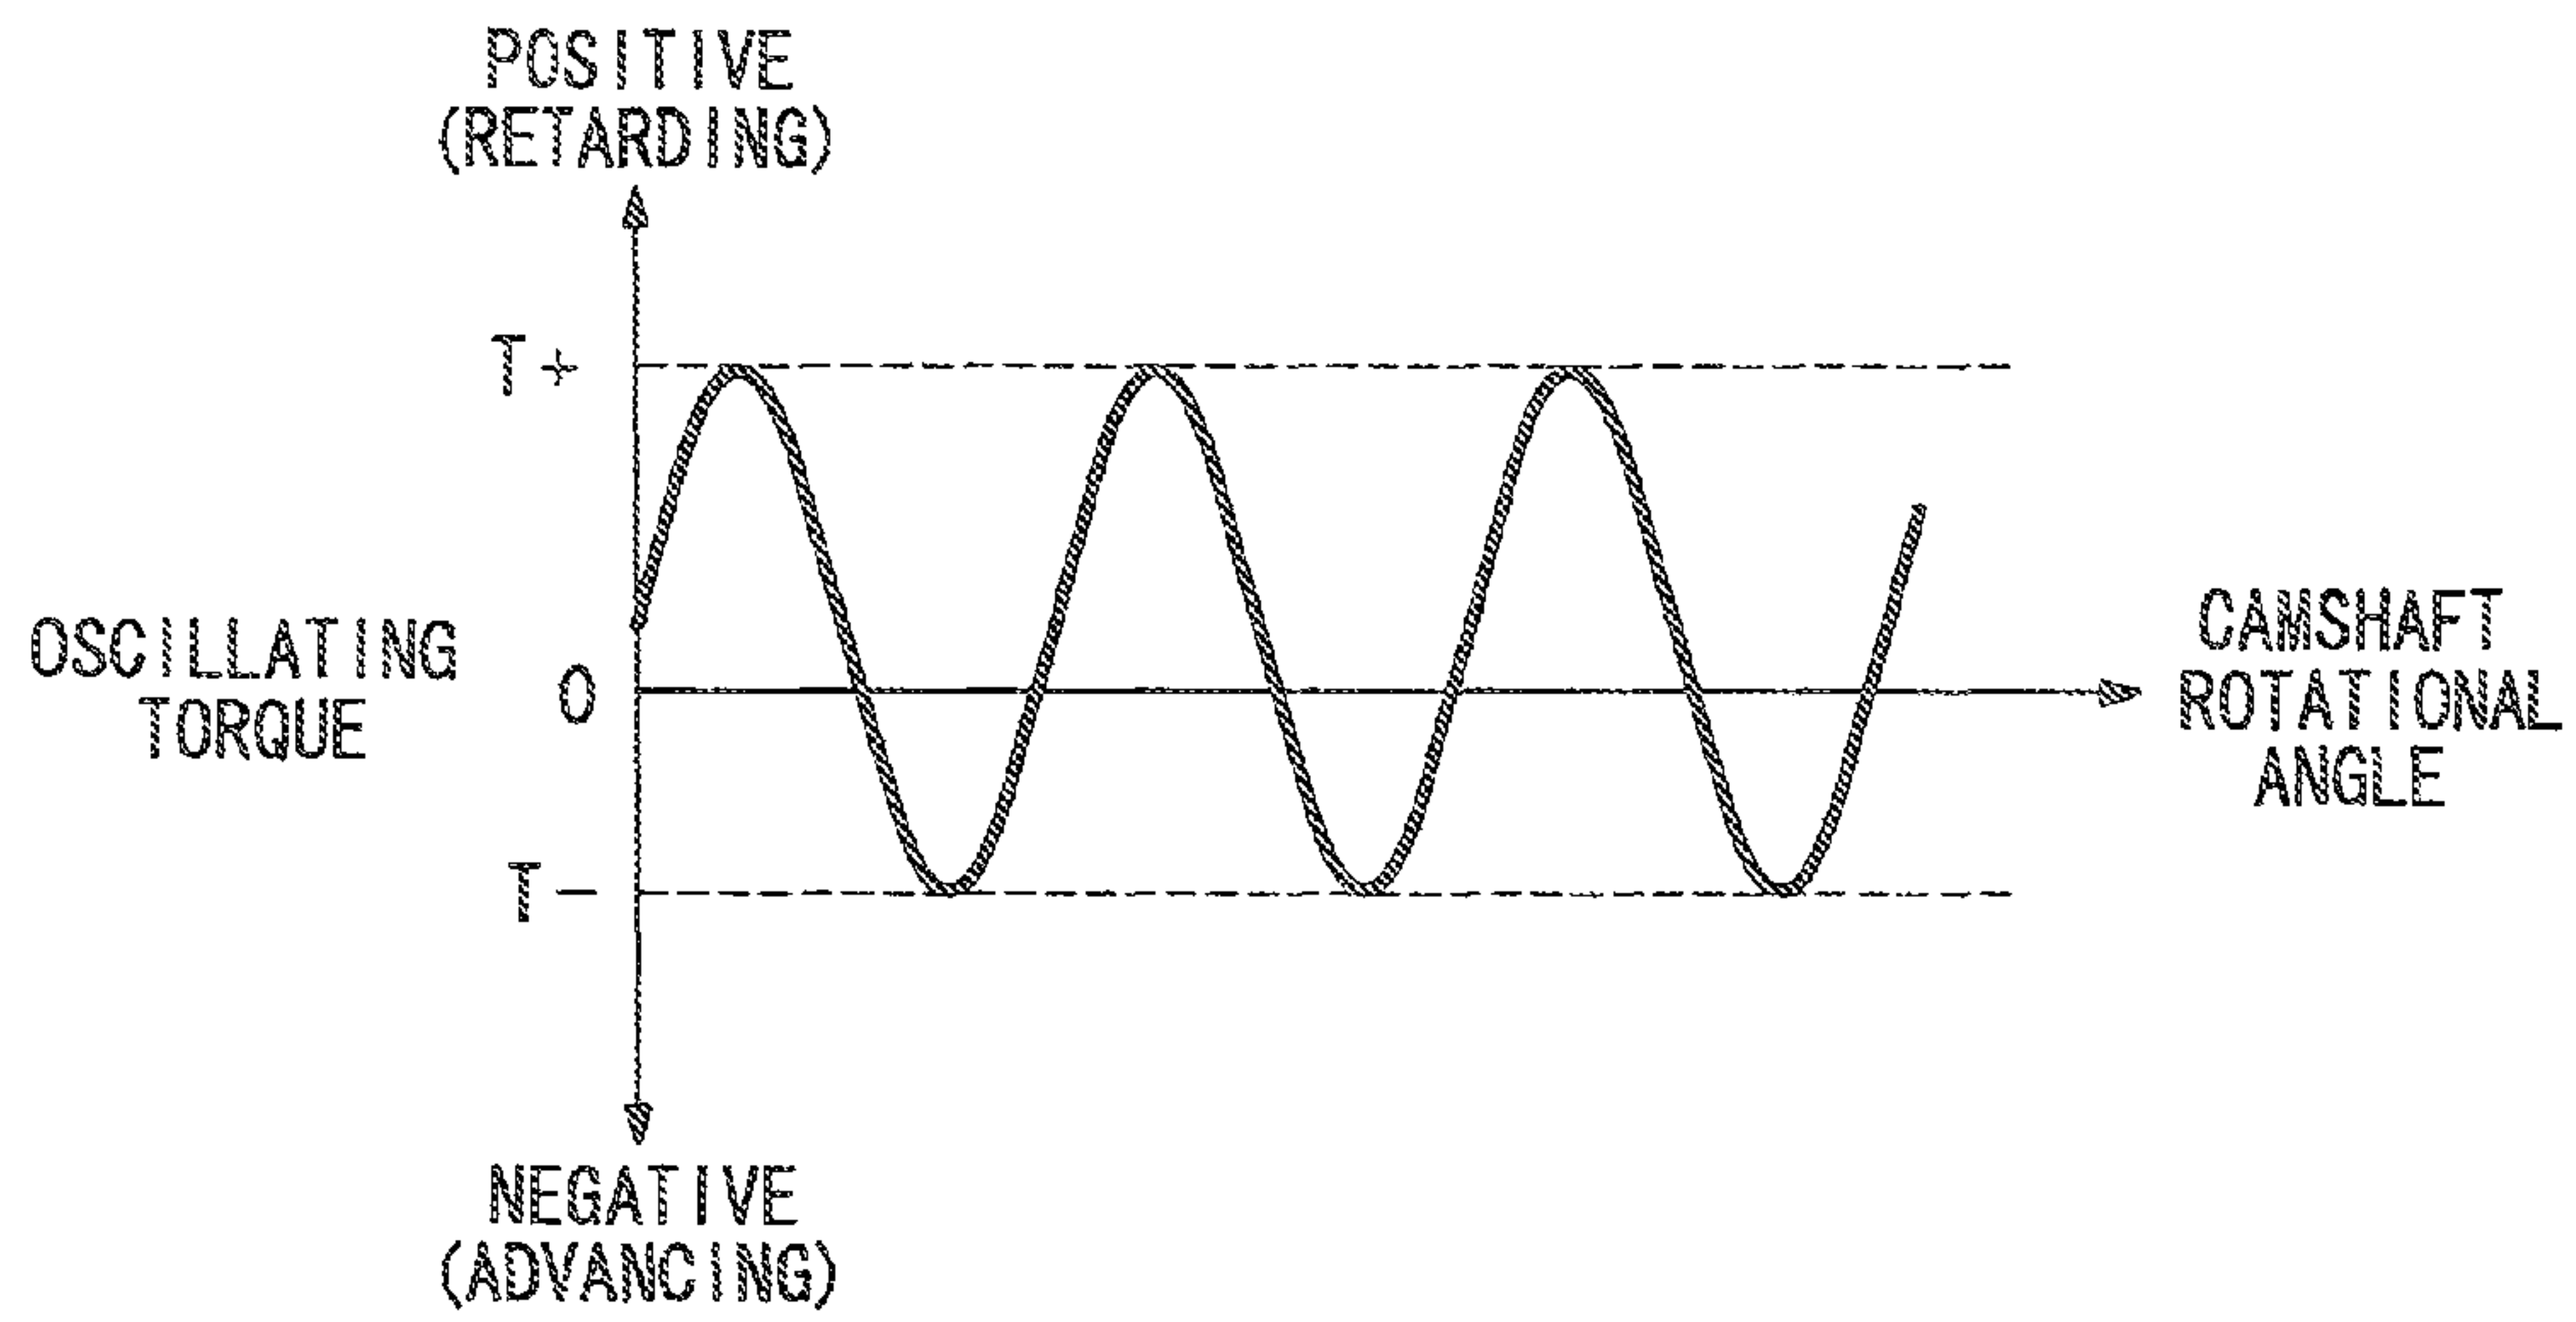 POSITIVE
(RETARDING)
T+
OSCILLATING
TORQUE
0
CAMSHAFT
ROTATIONAL
ANGLE
T−
NEGATIVE
(ADVANCING)